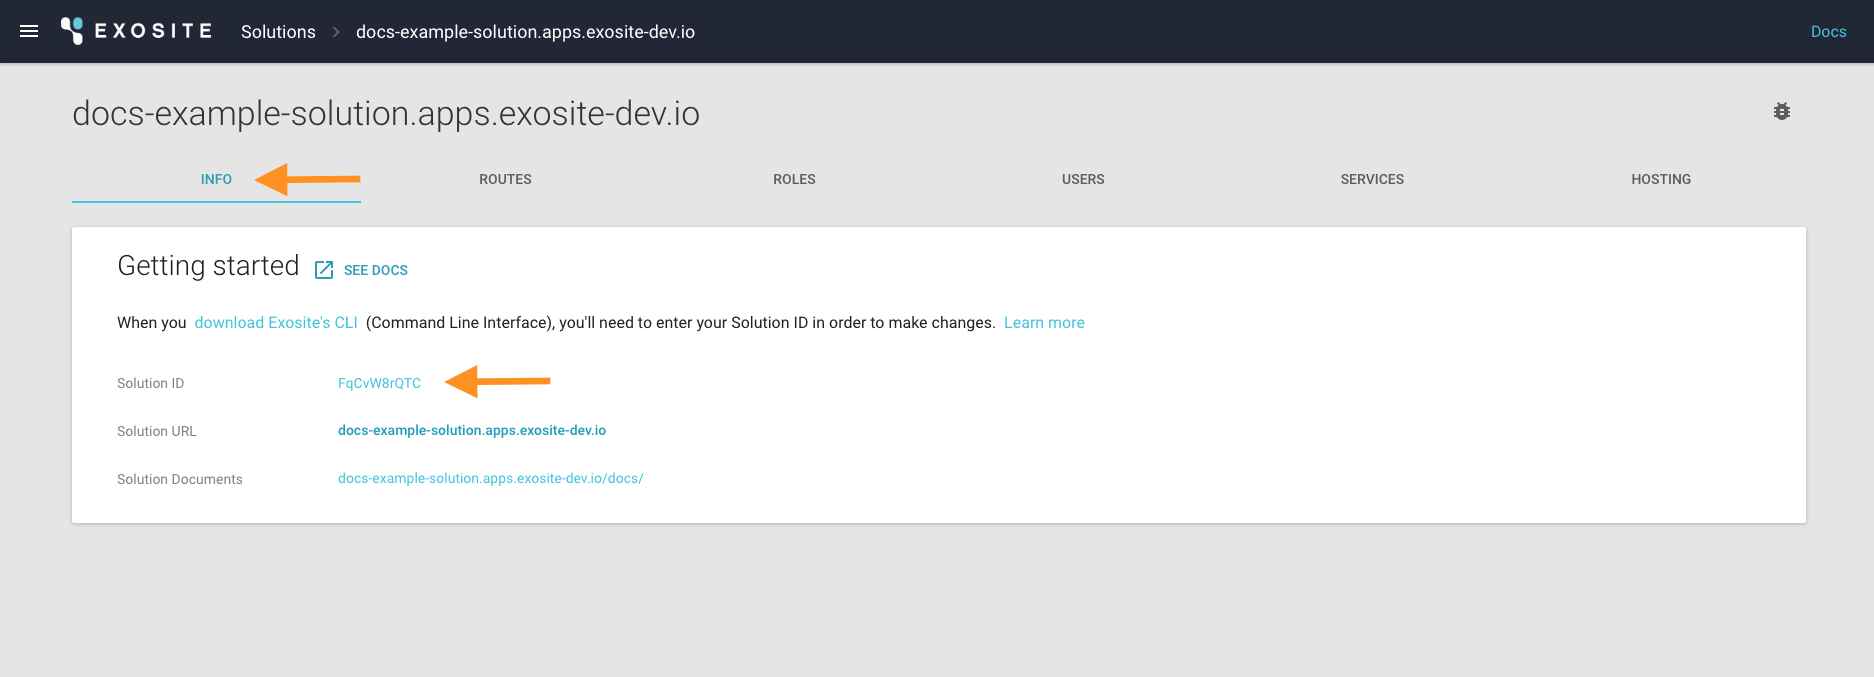 EXOSITE Solutions > docs-example-solution.apps.exosite-dev.io Docs
docs-example-solution.apps.exosite-dev.io
INFO ROUTES ROLES USERS SERVICES HOSTING
Getting started SEE DOCS
When you download Exosite's CLI (Command Line Interface), you'll need to enter your Solution ID in order to make changes. Learn more
Solution ID FqCvW8rQTC
Solution URL docs-example-solution.apps.exosite-dev.io
Solution Documents docs-example-solution.apps.exosite-dev.io/docs/